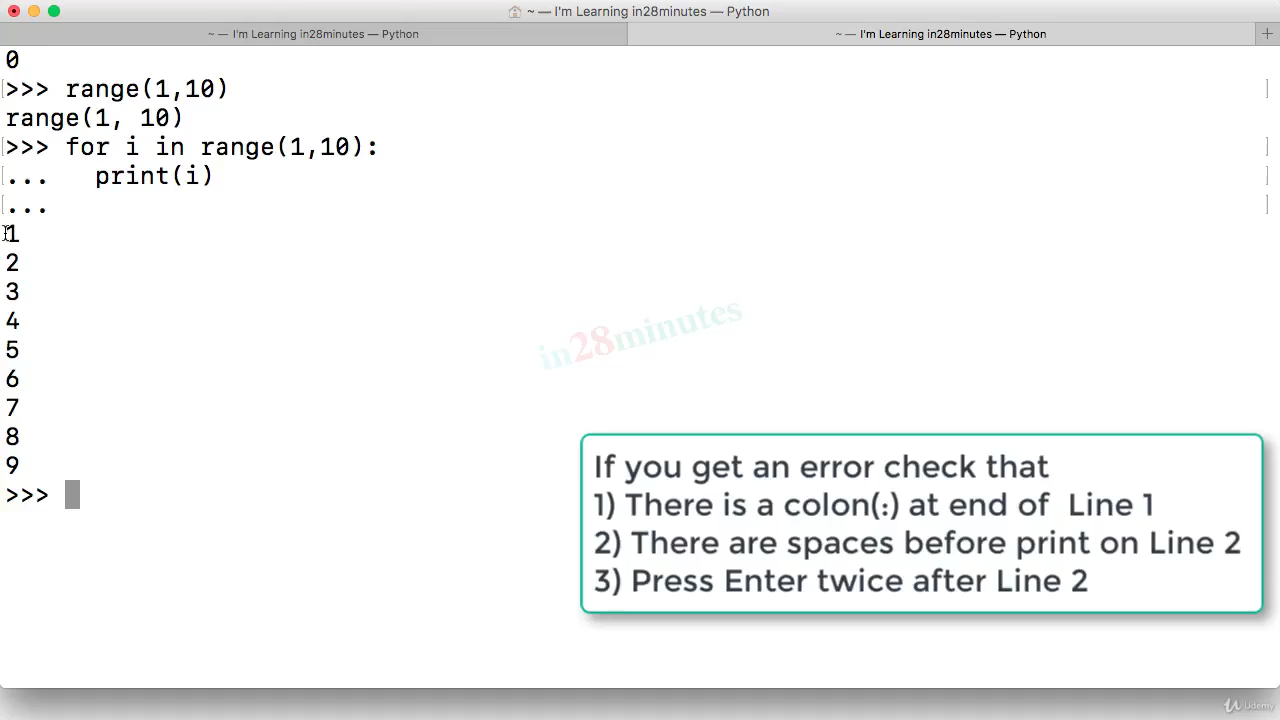 ~ — I'm Learning in28minutes — Python
~ — I'm Learning in28minutes — Python
~ — I'm Learning in28minutes — Python
+
0
>>> range(1,10)
range(1, 10)
>>> for i in range(1,10):
...   print(i)
...
1
2
3
4
5
6
7
8
9
>>>
in28minutes
If you get an error check that
1) There is a colon(:) at end of  Line 1
2) There are spaces before print on Line 2
3) Press Enter twice after Line 2
Udemy